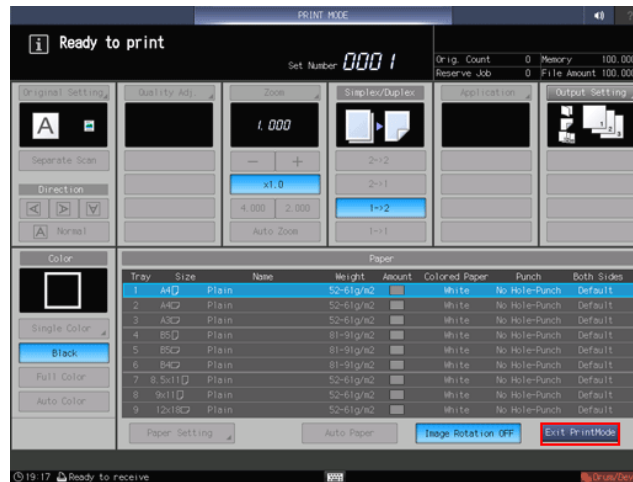 PRINT MODE
Ready to print
Set Number 0001
Orig. Count 0 Memory 100.00
Reserve Job 0 File Amount 100.00
Original Setting Quality Adj. Zoom Simplex/Duplex Application Output Setting
A 1.000 1 2 3
Separate Scan - + 2->2
Direction x1.0 2->1
4.000 2.000 1->2
A Normal Auto Zoom 1->1
Color Paper
Tray Size Name Weight Amount Colored Paper Punch Both Sides
1 A4 Plain 52-61g/m2 White No Hole-Punch Default
2 A4 Plain 52-61g/m2 White No Hole-Punch Default
3 A3 Plain 52-61g/m2 White No Hole-Punch Default
4 B5 Plain 81-91g/m2 White No Hole-Punch Default
5 B5 Plain 81-91g/m2 White No Hole-Punch Default
6 B4 Plain 81-91g/m2 White No Hole-Punch Default
7 8.5x11 Plain 52-61g/m2 White No Hole-Punch Default
8 9x11 Plain 52-61g/m2 White No Hole-Punch Default
9 12x18 Plain 52-61g/m2 White No Hole-Punch Default
Single Color
Black
Full Color
Auto Color
Paper Setting Auto Paper Image Rotation OFF Exit PrintMode
19:17 Ready to receive Drum/Dev